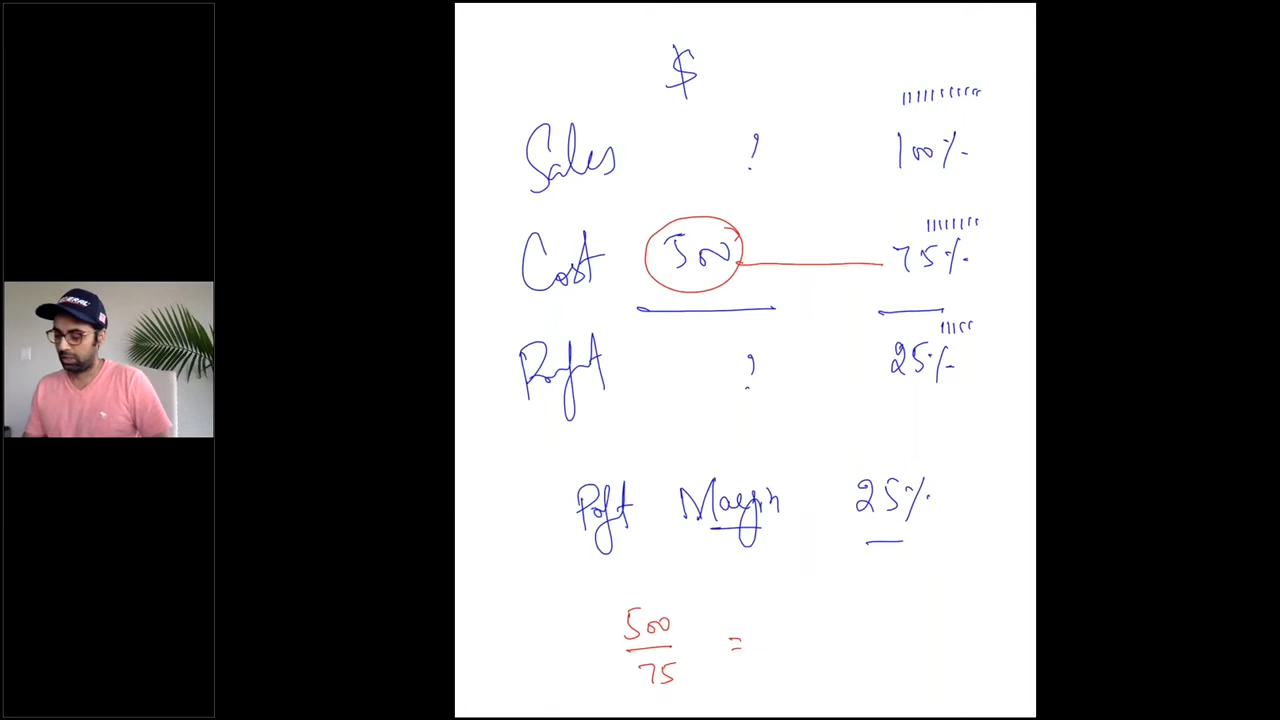 $
Sales ? 100%
Cost 500 75%
Profit ? 25%
Profit Margin 25%
500
75 =